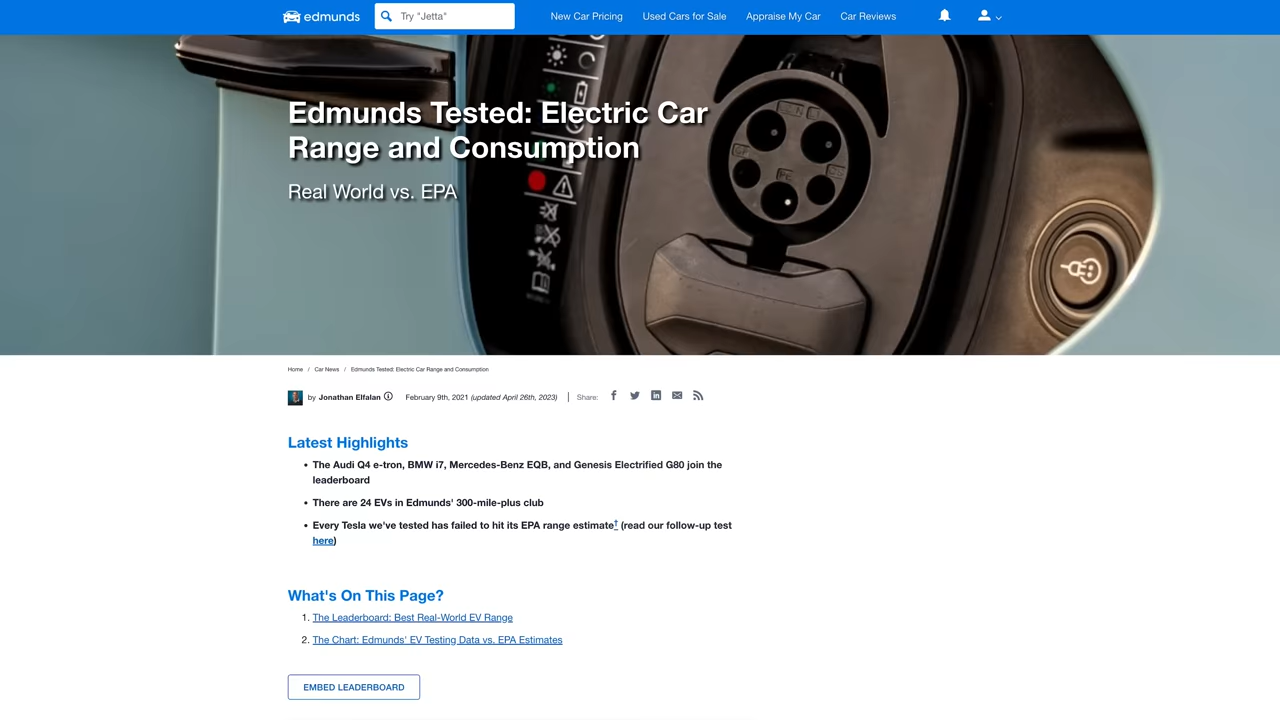 edmunds
Try "Jetta"
New Car Pricing
Used Cars for Sale
Appraise My Car
Car Reviews
Edmunds Tested: Electric Car
Range and Consumption
Real World vs. EPA
Home / Car News / Edmunds Tested: Electric Car Range and Consumption
by Jonathan Elfalan
February 9th, 2021 (updated April 26th, 2023)
Share:
Latest Highlights
• The Audi Q4 e-tron, BMW i7, Mercedes-Benz EQB, and Genesis Electrified G80 join the
leaderboard
• There are 24 EVs in Edmunds' 300-mile-plus club
• Every Tesla we've tested has failed to hit its EPA range estimate† (read our follow-up test
here)
What's On This Page?
1. The Leaderboard: Best Real-World EV Range
2. The Chart: Edmunds' EV Testing Data vs. EPA Estimates
EMBED LEADERBOARD